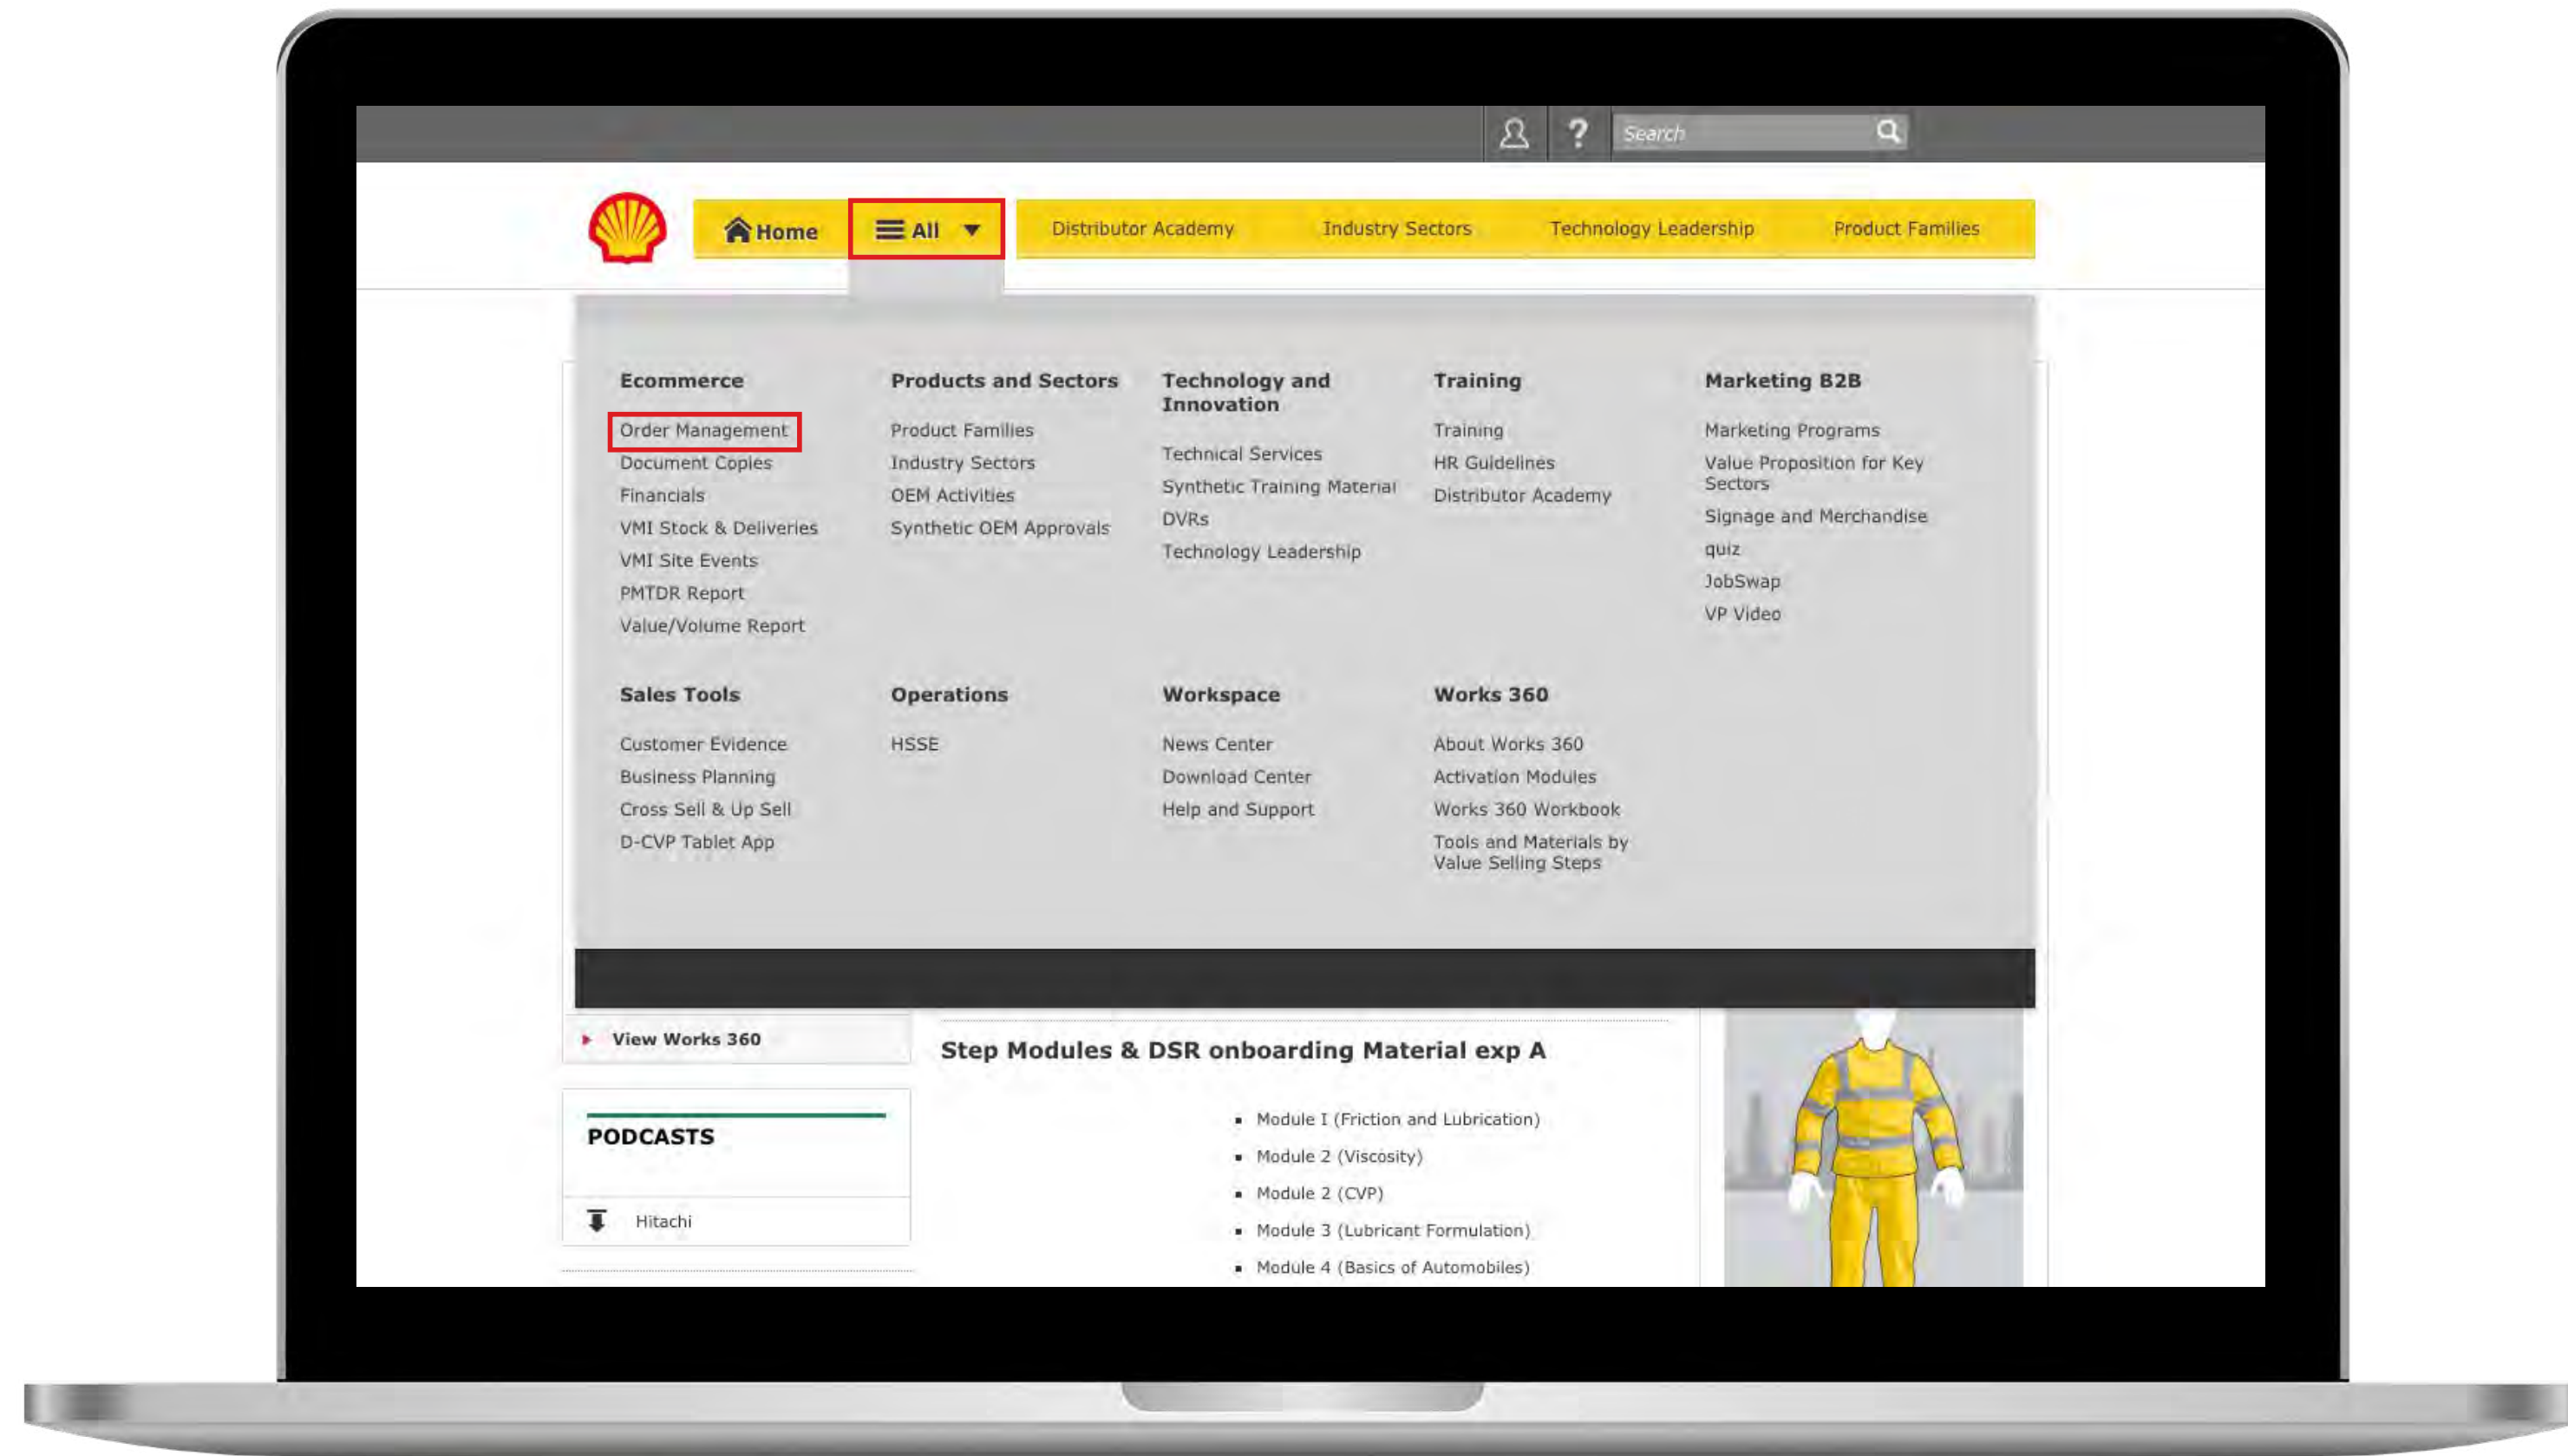 Search
Home
All
Distributor Academy
Industry Sectors
Technology Leadership
Product Families
Ecommerce
Order Management
Document Copies
Financials
VMI Stock & Deliveries
VMI Site Events
PMTDR Report
Value/Volume Report
Products and Sectors
Product Families
Industry Sectors
OEM Activities
Synthetic OEM Approvals
Technology and
Innovation
Technical Services
Synthetic Training Material
DVRs
Technology Leadership
Training
Training
HR Guidelines
Distributor Academy
Marketing B2B
Marketing Programs
Value Proposition for Key
Sectors
Signage and Merchandise
quiz
JobSwap
VP Video
Sales Tools
Customer Evidence
Business Planning
Cross Sell & Up Sell
D-CVP Tablet App
Operations
HSSE
Workspace
News Center
Download Center
Help and Support
Works 360
About Works 360
Activation Modules
Works 360 Workbook
Tools and Materials by
Value Selling Steps
View Works 360
PODCASTS
Hitachi
Step Modules & DSR onboarding Material exp A
Module I (Friction and Lubrication)
Module 2 (Viscosity)
Module 2 (CVP)
Module 3 (Lubricant Formulation)
Module 4 (Basics of Automobiles)